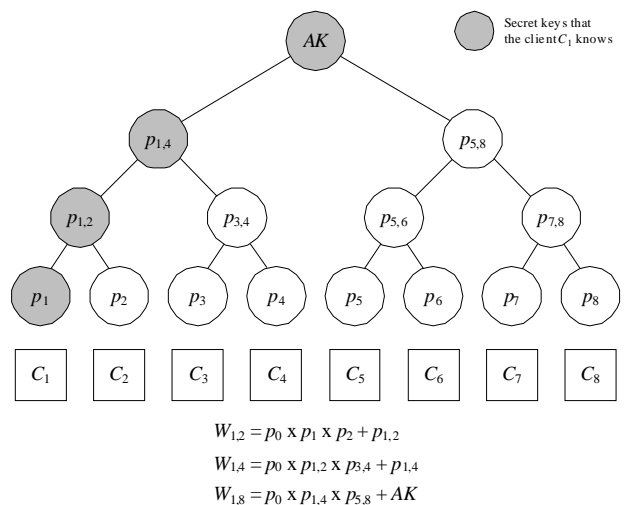 AK
Secret keys that
the client C₁ knows
p₁,₄
p₅,₈
p₁,₂
p₃,₄
p₅,₆
p₇,₈
p₁
p₂
p₃
p₄
p₅
p₆
p₇
p₈
C₁
C₂
C₃
C₄
C₅
C₆
C₇
C₈
W₁,₂ = p₀ x p₁ x p₂ + p₁,₂
W₁,₄ = p₀ x p₁,₂ x p₃,₄ + p₁,₄
W₁,₈ = p₀ x p₁,₄ x p₅,₈ + AK